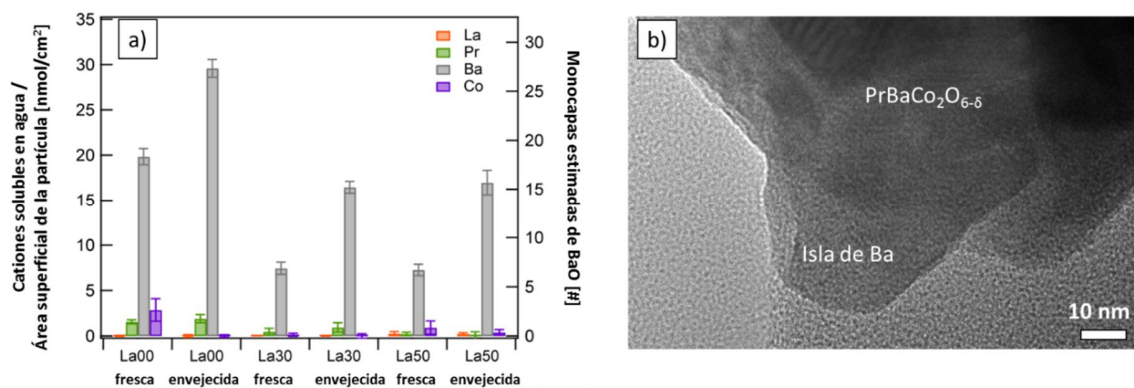 a)
35
30
25
20
15
10
5
0
Cationes solubles en agua /
Área superficial de la partícula [nmol/cm²]
La
Pr
Ba
Co
30
25
20
15
10
5
0
Monocapas estimadas de BaO [#]
La00 La00 La30 La30 La50 La50
fresca envejecida fresca envejecida fresca envejecida
b)
PrBaCo₂O₆₋δ
Isla de Ba
10 nm